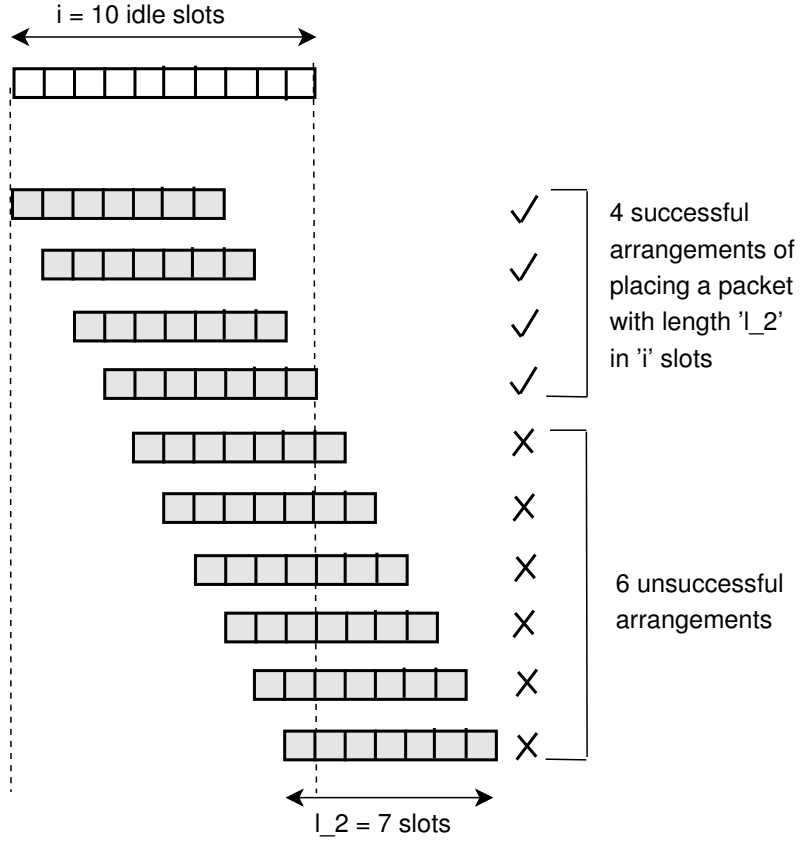 i = 10 idle slots
4 successful
arrangements of
placing a packet
with length 'l_2'
in 'i' slots
6 unsuccessful
arrangements
l_2 = 7 slots